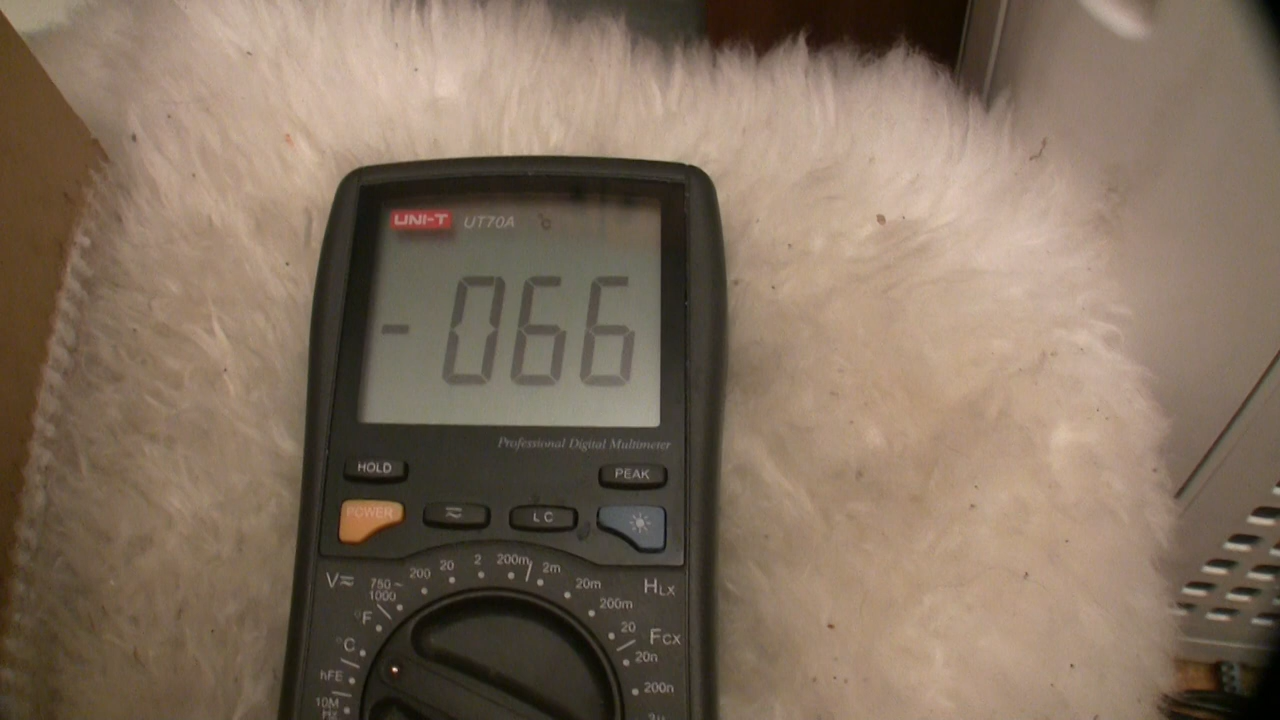 UNI-T UT70A °C
-066
Professional Digital Multimeter
HOLD PEAK
POWER LC
V 750 1000 200 20 2 200m 2m 20m 200m 20 HLX
°F FCX
°C 20n
hFE 200n
10M
Hz